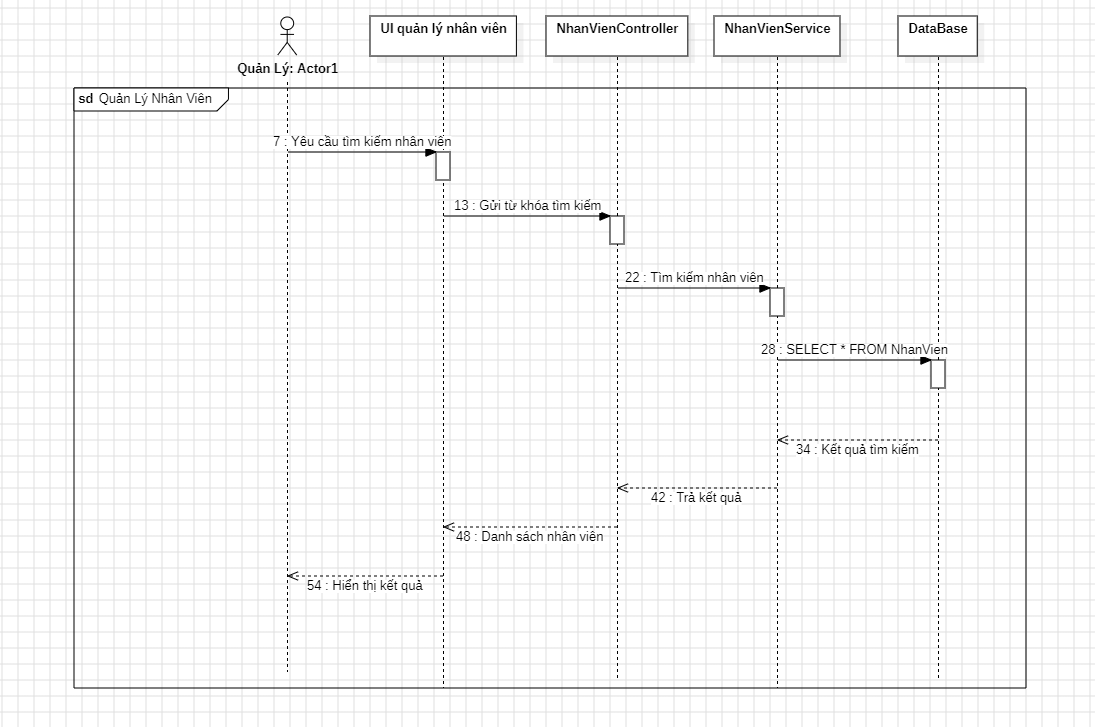 UI quản lý nhân viên
NhanVienController
NhanVienService
DataBase
Quản Lý: Actor1
sd Quản Lý Nhân Viên
7 : Yêu cầu tìm kiếm nhân viên
13 : Gửi từ khóa tìm kiếm
22 : Tìm kiếm nhân viên
28 : SELECT * FROM NhanVien
34 : Kết quả tìm kiếm
42 : Trả kết quả
48 : Danh sách nhân viên
54 : Hiển thị kết quả